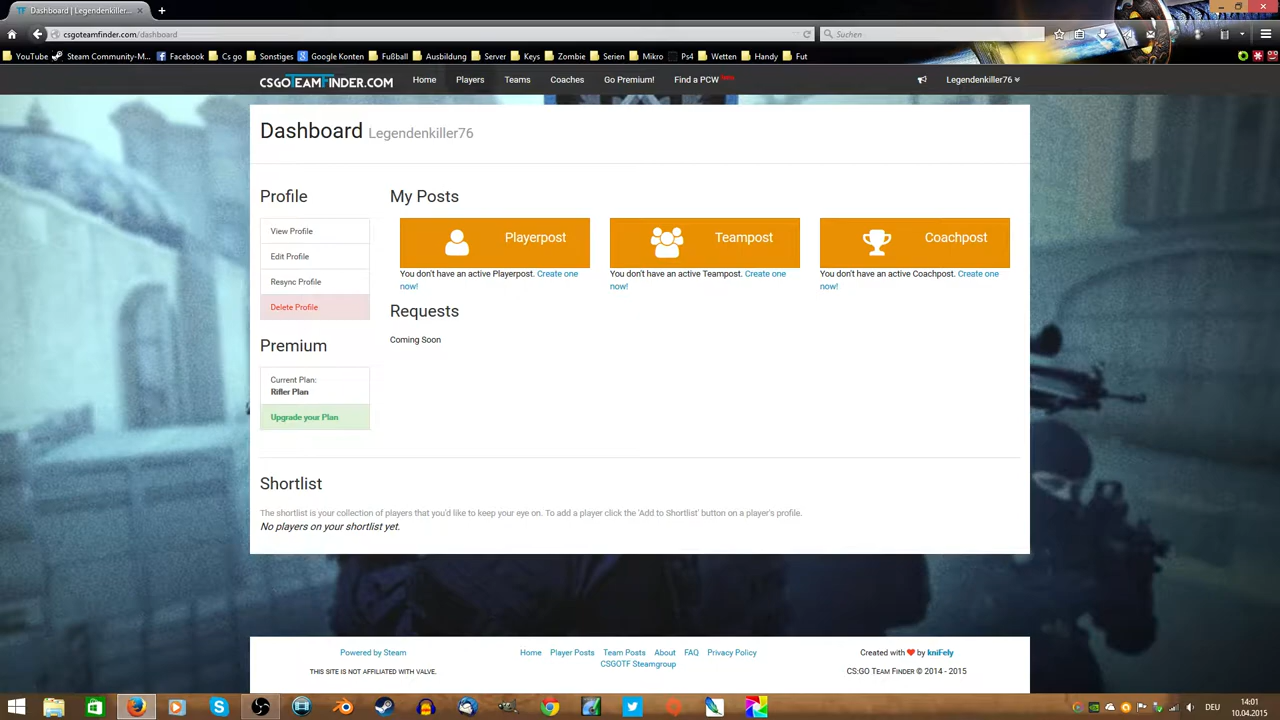 Dashboard | Legendenkiller...
csgoteamfinder.com/dashboard
Suchen
YouTube Steam Community-M... Facebook Cs go Sonstiges Google Konten Fußball Ausbildung Server Keys Zombie Serien Mikro Ps4 Wetten Handy Fut
CSGOTEAMFINDER.COM Home Players Teams Coaches Go Premium! Find a PCW Legendenkiller76
Dashboard Legendenkiller76
Profile
View Profile
Edit Profile
Resync Profile
Delete Profile
Premium
Current Plan:
Rifler Plan
Upgrade your Plan
My Posts
Playerpost
You don't have an active Playerpost. Create one
now!
Teampost
You don't have an active Teampost. Create one
now!
Coachpost
You don't have an active Coachpost. Create one
now!
Requests
Coming Soon
Shortlist
The shortlist is your collection of players that you'd like to keep your eye on. To add a player click the 'Add to Shortlist' button on a player's profile.
No players on your shortlist yet.
Powered by Steam
THIS SITE IS NOT AFFILIATED WITH VALVE.
Home Player Posts Team Posts About FAQ Privacy Policy
CSGOTF Steamgroup
Created with ❤ by kniFely
CS:GO TEAM FINDER © 2014 - 2015
DEU
14:01
10.04.2015